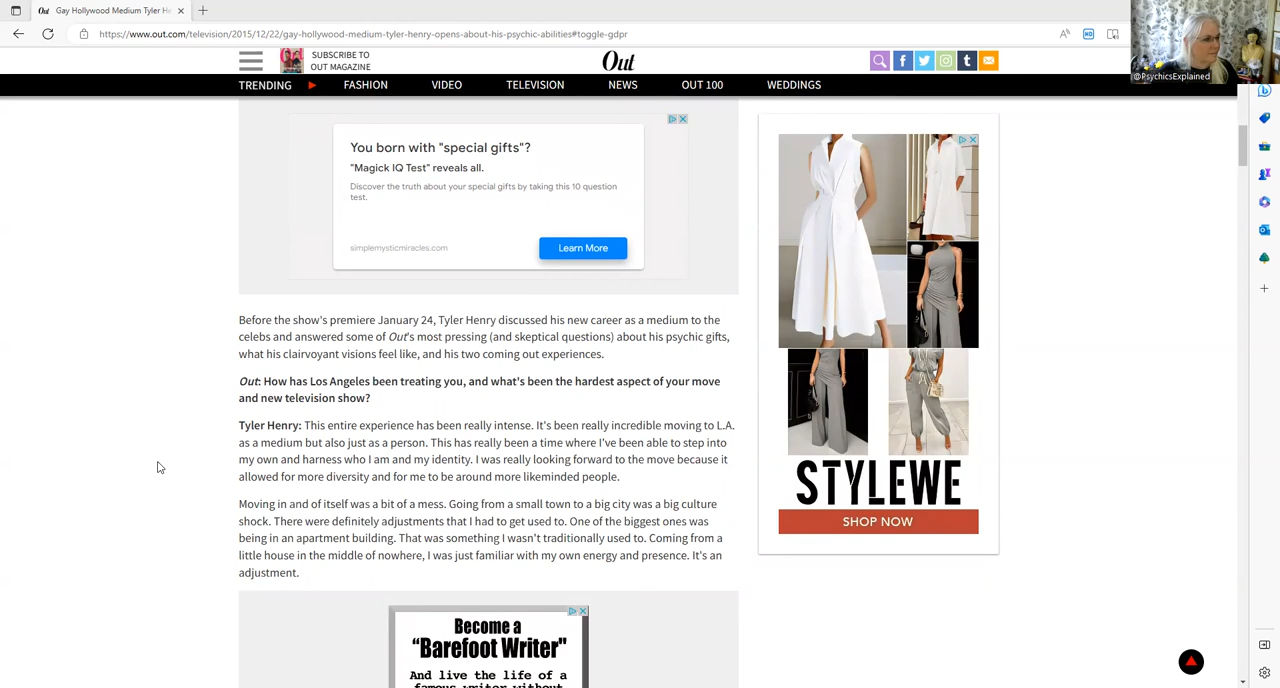 Gay Hollywood Medium Tyler He
https://www.out.com/television/2015/12/22/gay-hollywood-medium-tyler-henry-opens-about-his-psychic-abilities#toggle-gdpr
@PsychicsExplained
SUBSCRIBE TO
OUT MAGAZINE
Out
TRENDING
FASHION
VIDEO
TELEVISION
NEWS
OUT 100
WEDDINGS
You born with "special gifts"?
"Magick IQ Test" reveals all.
Discover the truth about your special gifts by taking this 10 question
test.
simplemysticmiracles.com
Learn More
Before the show's premiere January 24, Tyler Henry discussed his new career as a medium to the
celebs and answered some of Out's most pressing (and skeptical questions) about his psychic gifts,
what his clairvoyant visions feel like, and his two coming out experiences.
Out: How has Los Angeles been treating you, and what's been the hardest aspect of your move
and new television show?
Tyler Henry: This entire experience has been really intense. It's been really incredible moving to L.A.
as a medium but also just as a person. This has really been a time where I've been able to step into
my own and harness who I am and my identity. I was really looking forward to the move because it
allowed for more diversity and for me to be around more likeminded people.
Moving in and of itself was a bit of a mess. Going from a small town to a big city was a big culture
shock. There were definitely adjustments that I had to get used to. One of the biggest ones was
being in an apartment building. That was something I wasn't traditionally used to. Coming from a
little house in the middle of nowhere, I was just familiar with my own energy and presence. It's an
adjustment.
Become a
"Barefoot Writer"
And live the life of a
famous writer without
STYLEWE
SHOP NOW